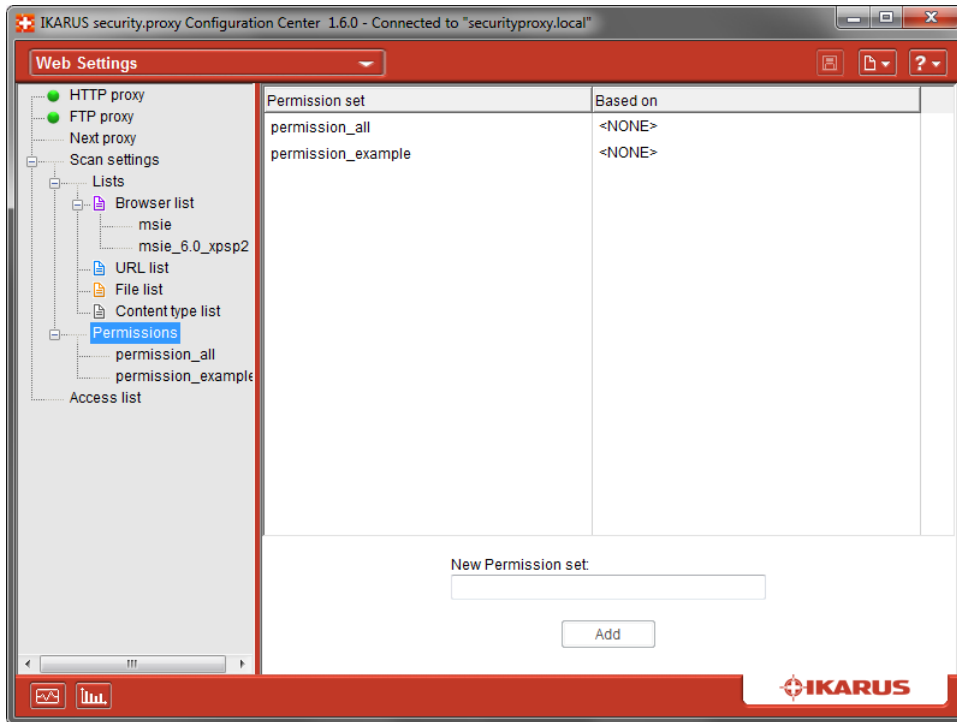 IKARUS security.proxy Configuration Center 1.6.0 - Connected to "securityproxy.local"
Web Settings
?
HTTP proxy
FTP proxy
Next proxy
Scan settings
Lists
Browser list
msie
msie_6.0_xpsp2
URL list
File list
Content type list
Permissions
permission_all
permission_example
Access list
Permission set Based on
permission_all <NONE>
permission_example <NONE>
New Permission set:
Add
IKARUS